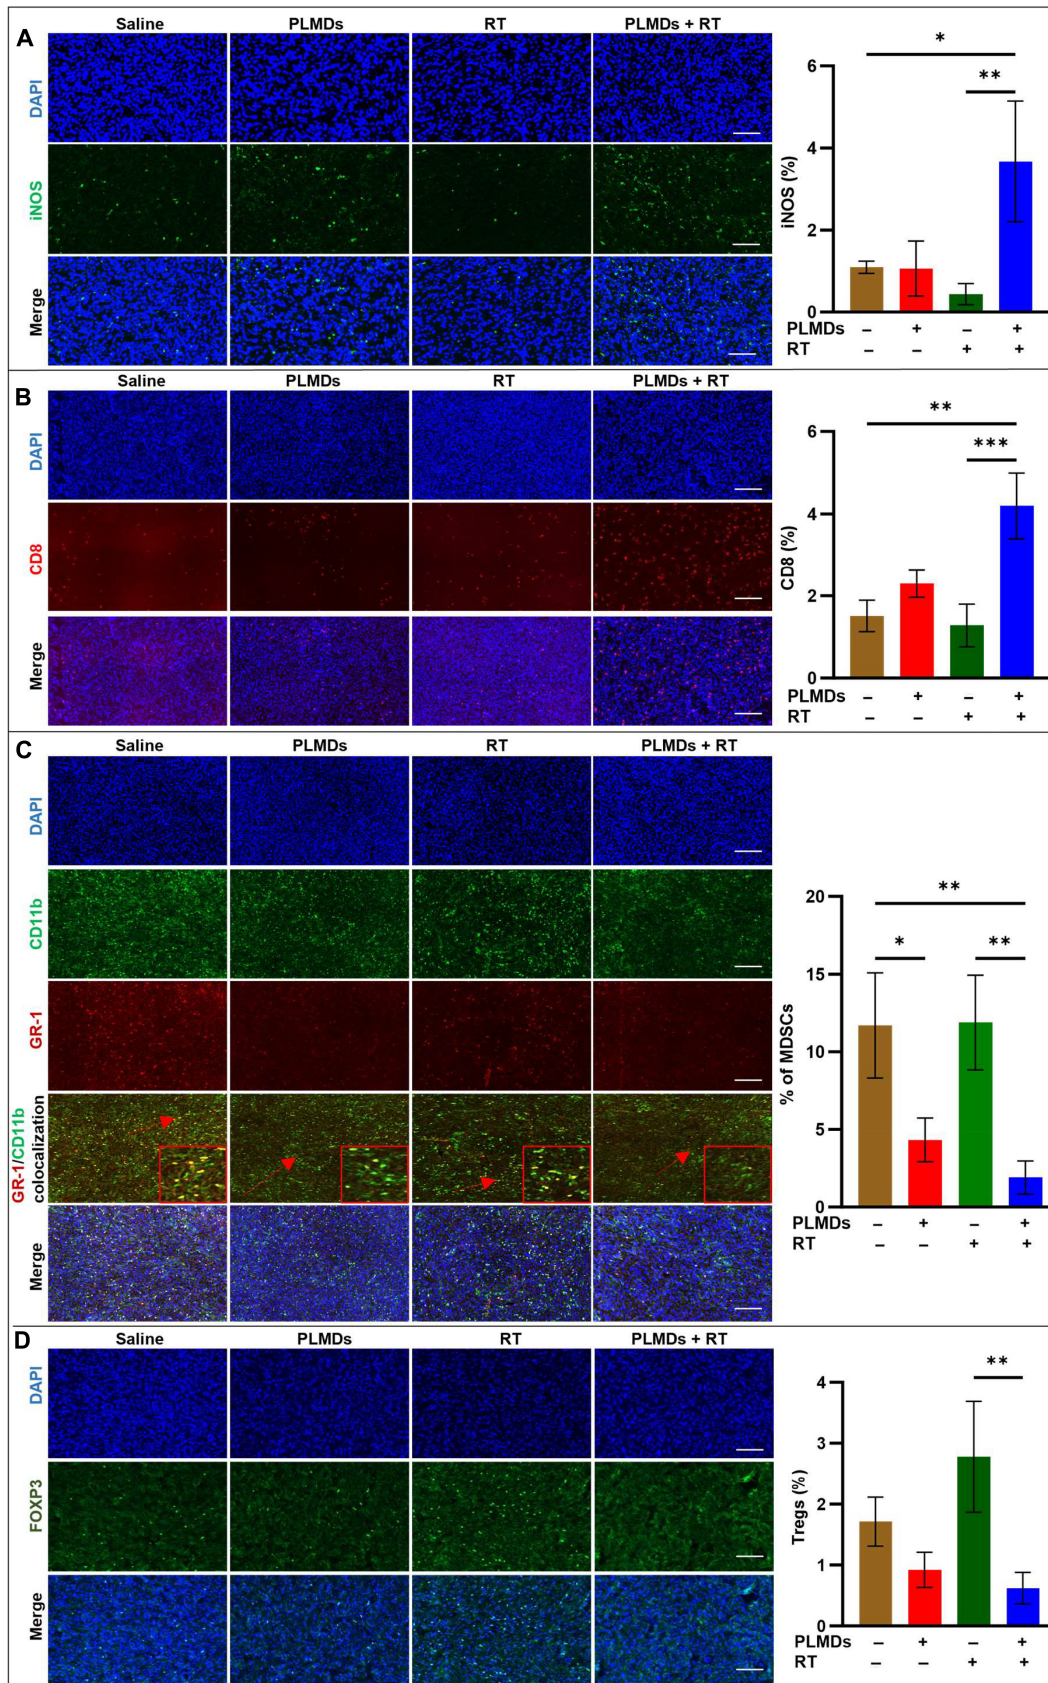 A
Saline PLMDs RT PLMDs + RT
DAPI
iNOS
Merge
* 
**
6
4
2
0
iNOS (%)
PLMDs – + – +
RT – – + +
B
Saline PLMDs RT PLMDs + RT
DAPI
CD8
Merge
**
***
6
4
2
0
CD8 (%)
PLMDs – + – +
RT – – + +
C
Saline PLMDs RT PLMDs + RT
DAPI
CD11b
GR-1
GR-1/CD11b
colocalization
Merge
**
* **
20
15
10
5
0
% of MDSCs
PLMDs – + – +
RT – – + +
D
Saline PLMDs RT PLMDs + RT
DAPI
FOXP3
Merge
**
4
3
2
1
0
Tregs (%)
PLMDs – + – +
RT – – + +